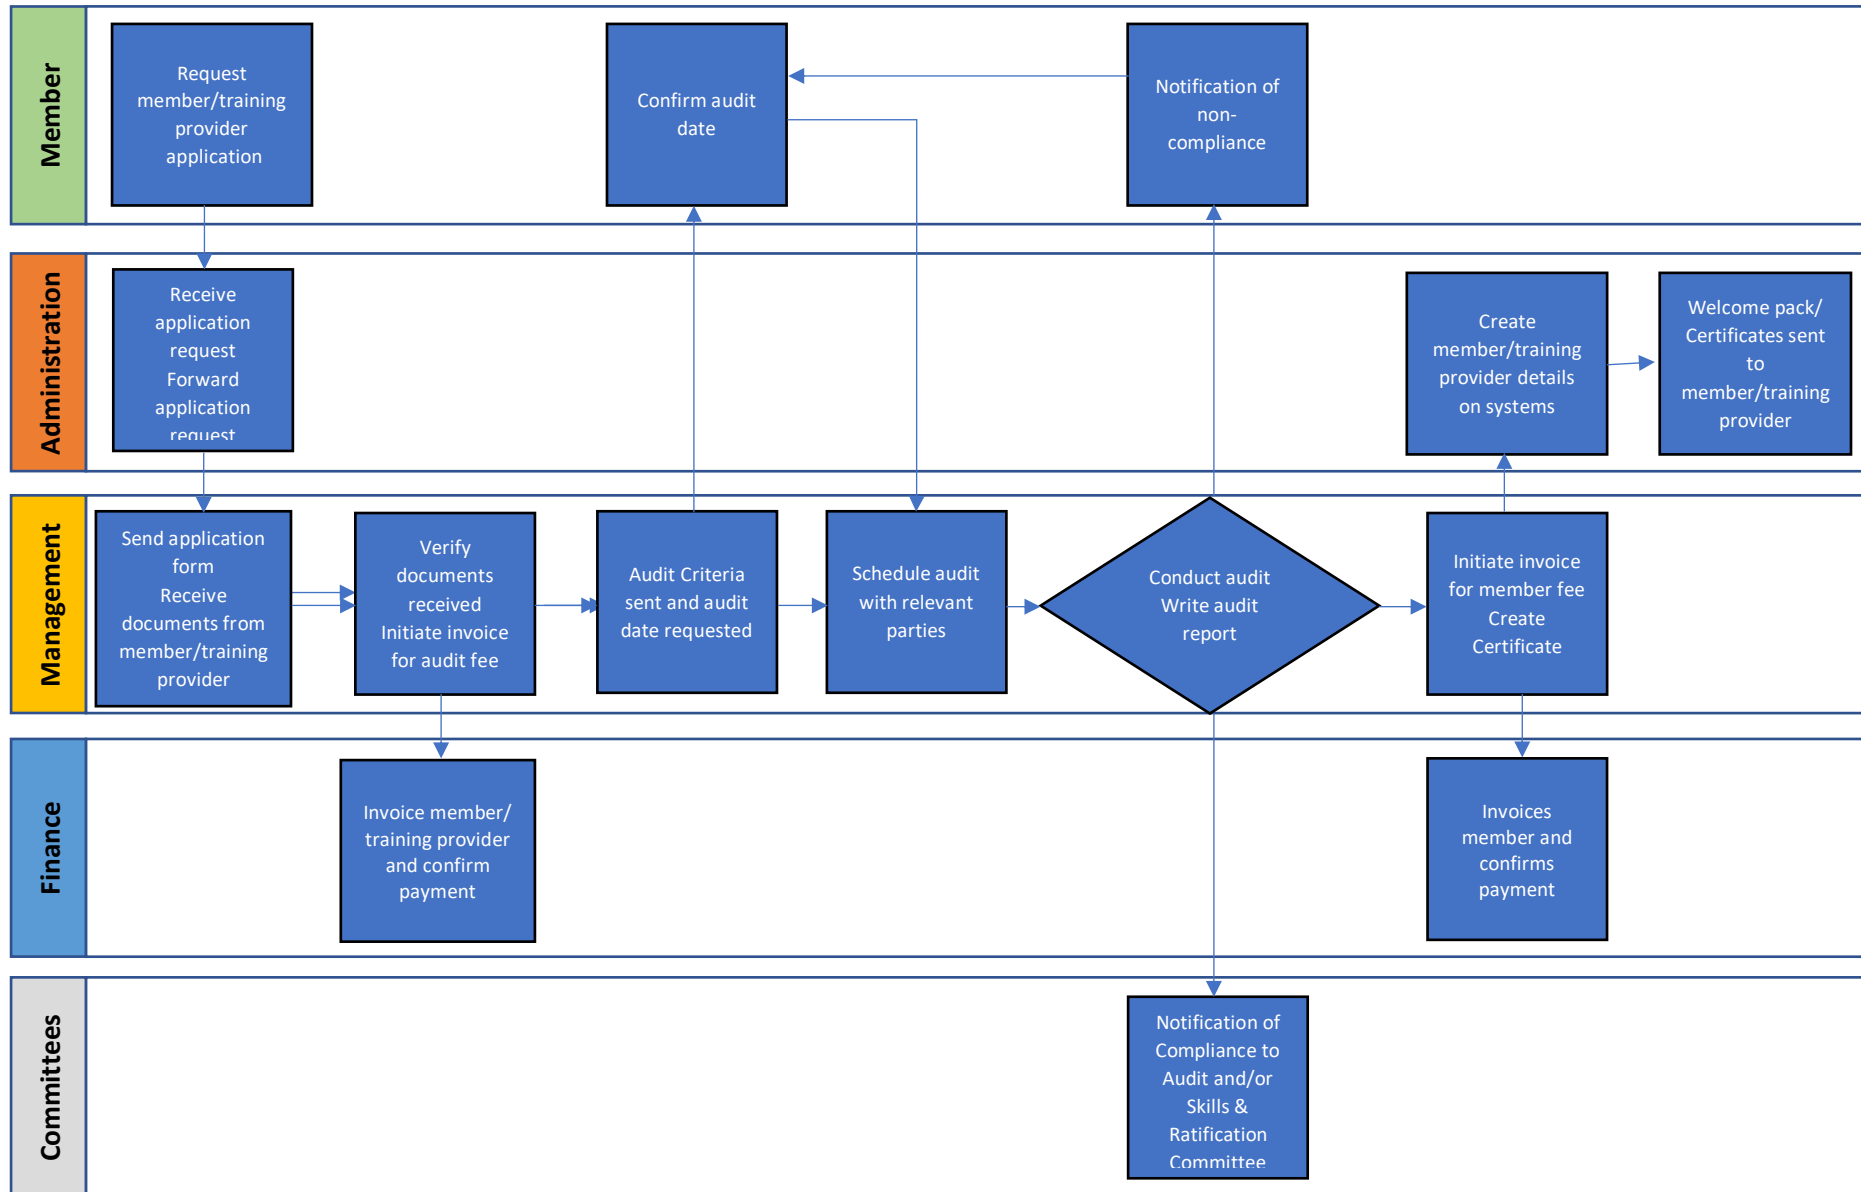 Member
Request
member/training
provider
application
Confirm audit
date
Notification of
non-
compliance
Administration
Receive
application
request
Forward
application
request
Create
member/training
provider details
on systems
Welcome pack/
Certificates sent
to
member/training
provider
Management
Send application
form
Receive
documents from
member/training
provider
Verify
documents
received
Initiate invoice
for audit fee
Audit Criteria
sent and audit
date requested
Schedule audit
with relevant
parties
Conduct audit
Write audit
report
Initiate invoice
for member fee
Create
Certificate
Finance
Invoice member/
training provider
and confirm
payment
Invoices
member and
confirms
payment
Committees
Notification of
Compliance to
Audit and/or
Skills &
Ratification
Committee